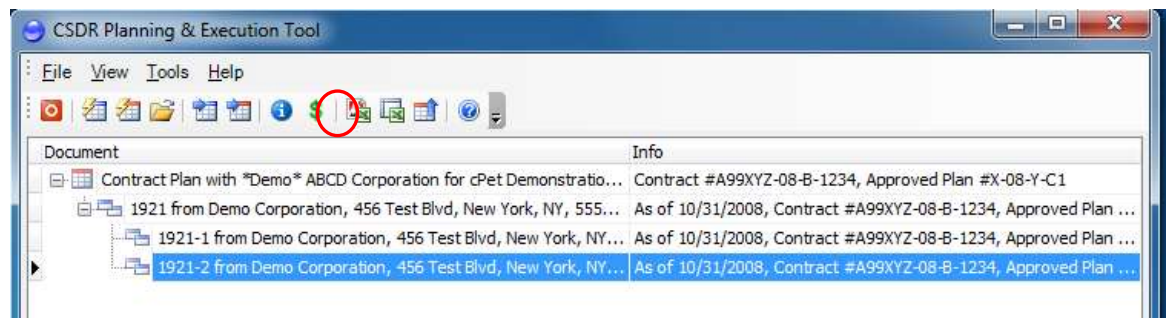 CSDR Planning & Execution Tool
File View Tools Help
Document Info
Contract Plan with *Demo* ABCD Corporation for cPet Demonstratio... Contract #A99XYZ-08-B-1234, Approved Plan #X-08-Y-C1
1921 from Demo Corporation, 456 Test Blvd, New York, NY, 555... As of 10/31/2008, Contract #A99XYZ-08-B-1234, Approved Plan ...
1921-1 from Demo Corporation, 456 Test Blvd, New York, NY... As of 10/31/2008, Contract #A99XYZ-08-B-1234, Approved Plan ...
1921-2 from Demo Corporation, 456 Test Blvd, New York, NY... As of 10/31/2008, Contract #A99XYZ-08-B-1234, Approved Plan ...